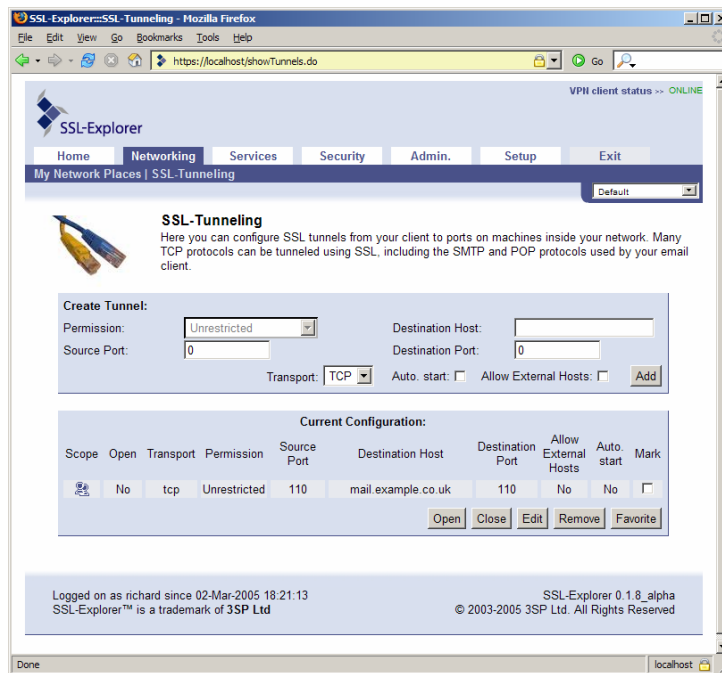 SSL-Explorer:::SSL-Tunneling - Mozilla Firefox
File Edit View Go Bookmarks Tools Help
https://localhost/showTunnels.do Go
VPN client status >> ONLINE
SSL-Explorer
Home Networking Services Security Admin. Setup Exit
My Network Places | SSL-Tunneling
Default
SSL-Tunneling
Here you can configure SSL tunnels from your client to ports on machines inside your network. Many
TCP protocols can be tunneled using SSL, including the SMTP and POP protocols used by your email
client.
Create Tunnel:
Permission: Unrestricted Destination Host:
Source Port: 0 Destination Port: 0
Transport: TCP Auto. start: Allow External Hosts: Add
Current Configuration:
Scope Open Transport Permission Source Port Destination Host Destination Port Allow External Hosts Auto. start Mark
No tcp Unrestricted 110 mail.example.co.uk 110 No No
Open Close Edit Remove Favorite
Logged on as richard since 02-Mar-2005 18:21:13 SSL-Explorer 0.1.8_alpha
SSL-Explorer™ is a trademark of 3SP Ltd © 2003-2005 3SP Ltd. All Rights Reserved
Done localhost